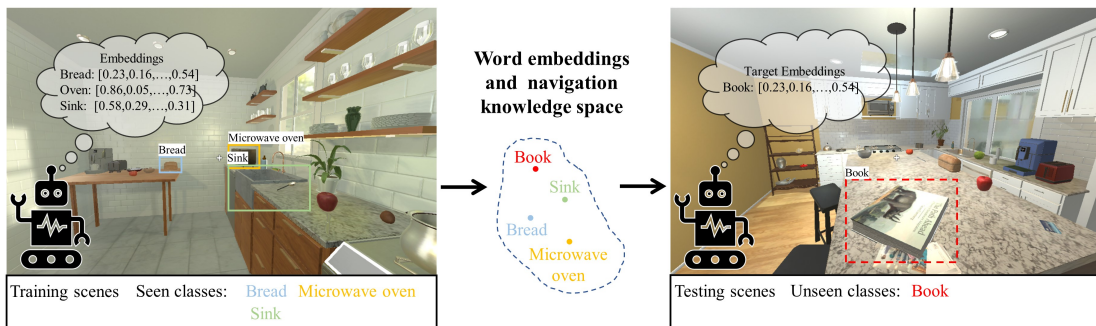 Embeddings
Bread: [0.23,0.16,…,0.54]
Oven: [0.86,0.05,…,0.73]
Sink: [0.58,0.29,…,0.31]
Microwave oven
Bread
Sink
Training scenes Seen classes: Bread Microwave oven
Sink
Word embeddings
and navigation
knowledge space
Book
Sink
Bread
Microwave
oven
Target Embeddings
Book: [0.23,0.16,…,0.54]
Book
Testing scenes Unseen classes: Book